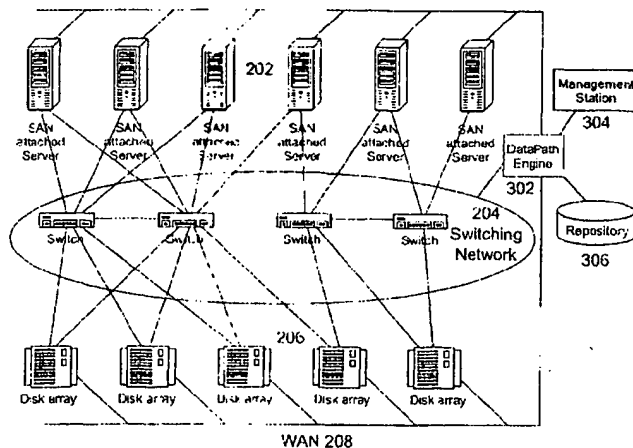 202
SAN
attached
Server
SAN
attached
Server
SAN
attached
Server
SAN
attached
Server
SAN
attached
Server
SAN
attached
Server
Management
Station
304
DataPath
Engine
302
204
Switching
Network
Repository
306
Switch
Switch
Switch
Switch
206
Disk array
Disk array
Disk array
Disk array
Disk array
WAN 208